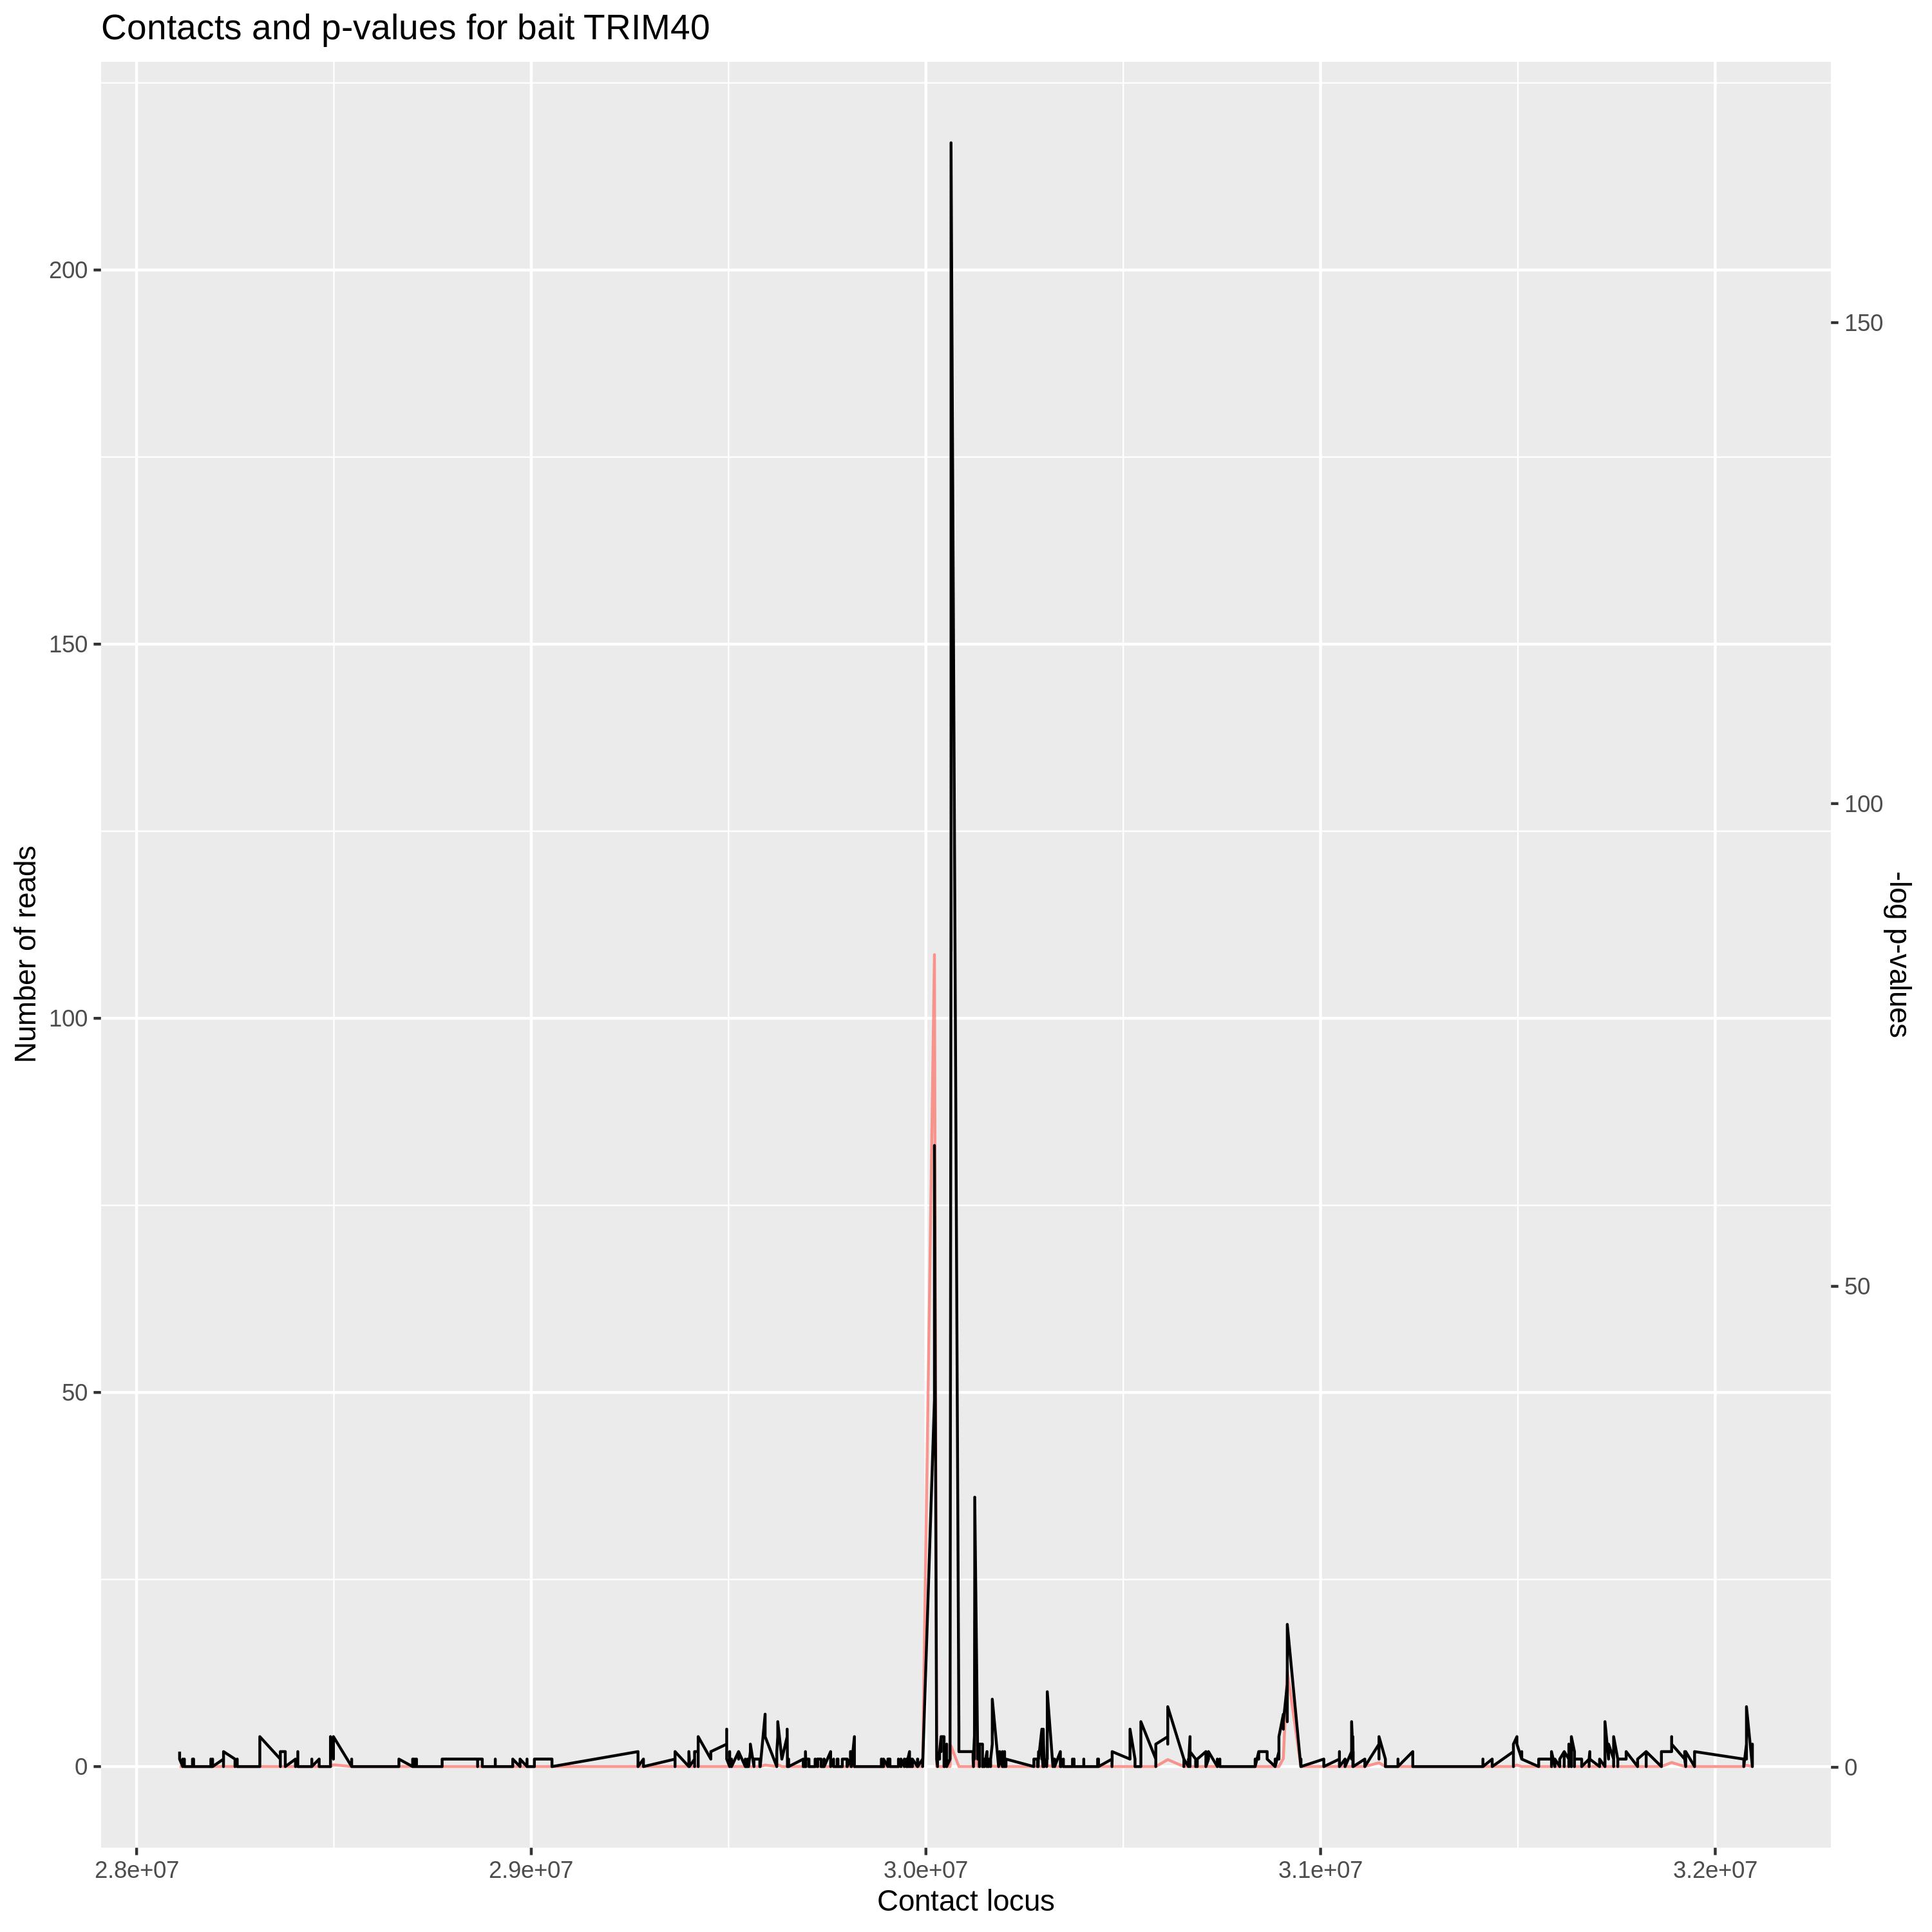 Contacts and p-values for bait TRIM40
200
150
100
50
0
Number of reads
150
100
50
0
-log p-values
2.8e+07
2.9e+07
3.0e+07
3.1e+07
3.2e+07
Contact locus